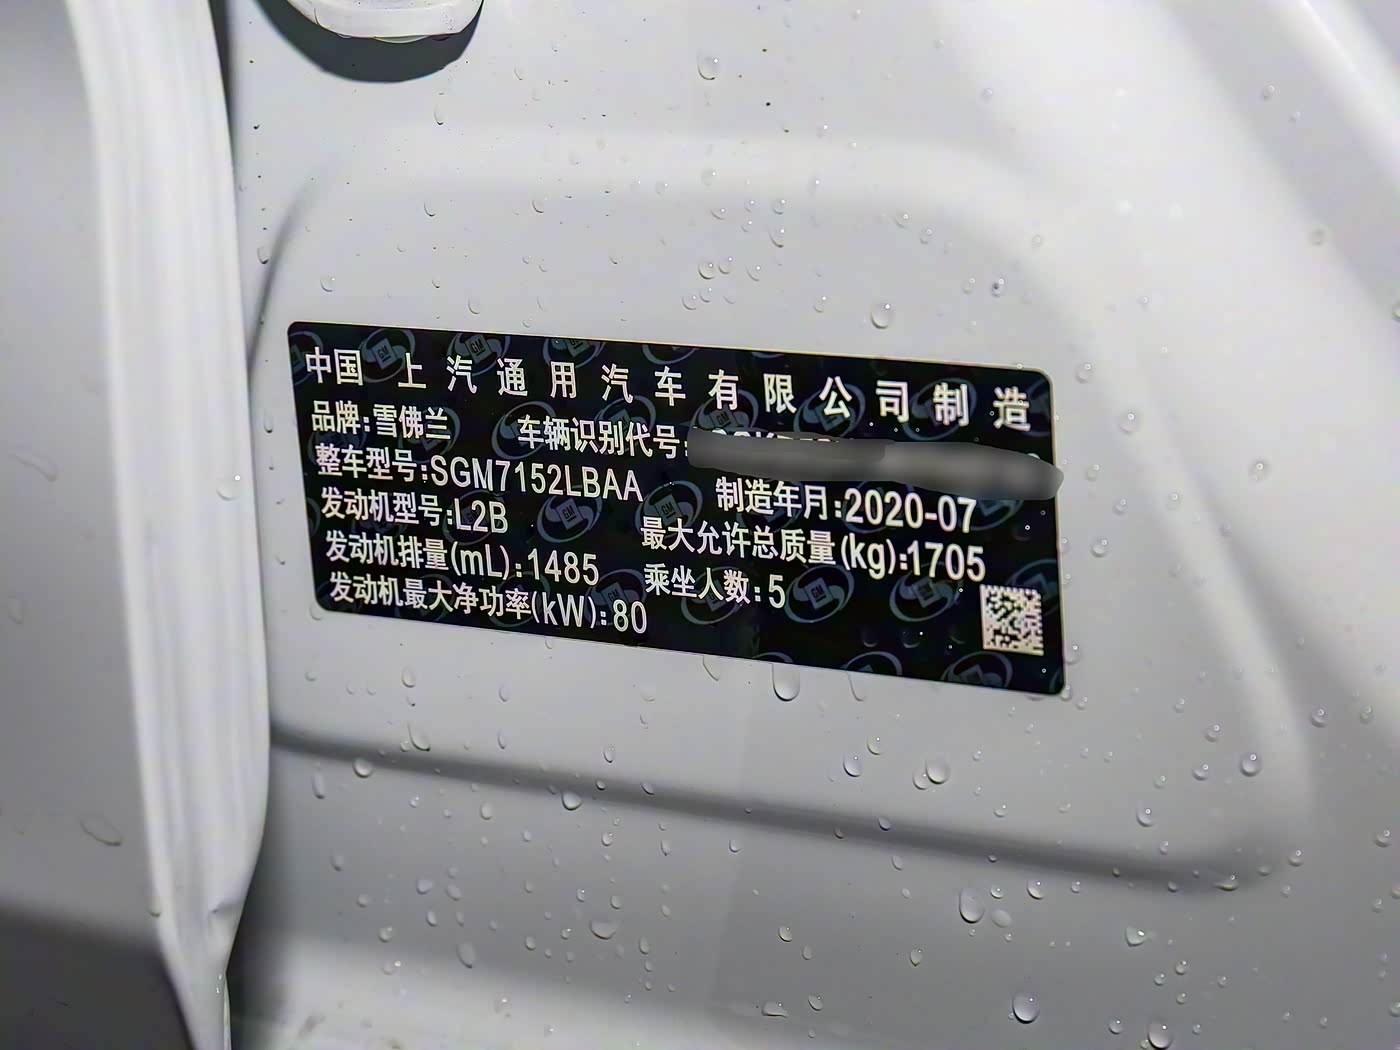 中国 上汽通用汽车有限公司制造
品牌:雪佛兰 车辆识别代号:
整车型号:SGM7152LBAA 制造年月:2020-07
发动机型号:L2B 最大允许总质量(kg):1705
发动机排量(mL):1485 乘坐人数:5
发动机最大净功率(kW):80